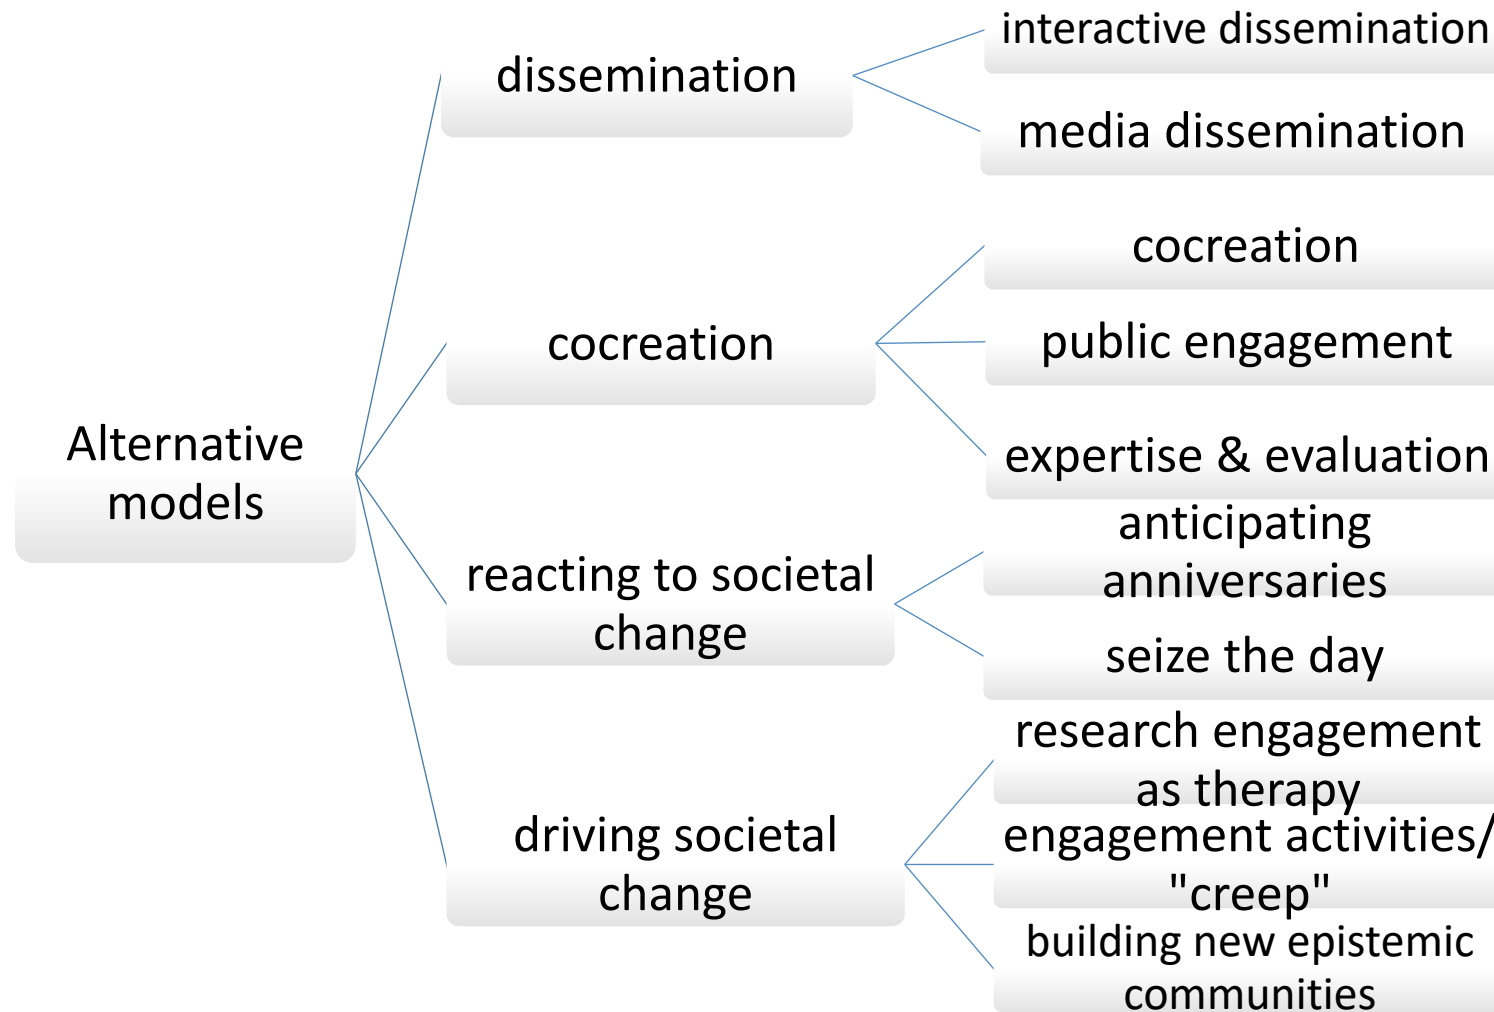 Alternative
models
dissemination
interactive dissemination
media dissemination
cocreation
cocreation
public engagement
expertise & evaluation
reacting to societal
change
anticipating
anniversaries
seize the day
driving societal
change
research engagement
as therapy
engagement activities/
"creep"
building new epistemic
communities